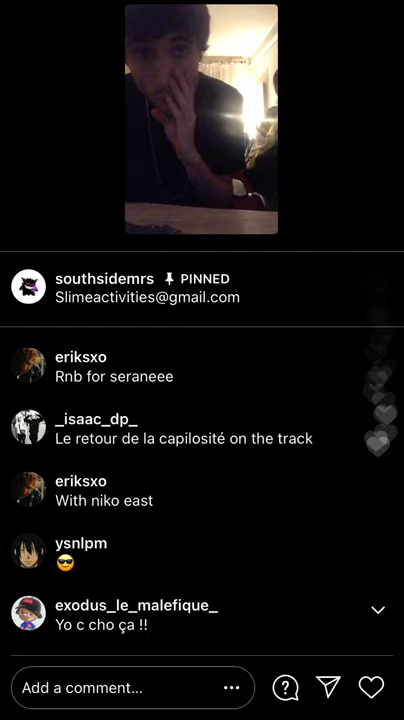 southsidemrs PINNED
Slimeactivities@gmail.com
eriksxo
Rnb for seraneee
_isaac_dp_
Le retour de la capilosité on the track
eriksxo
With niko east
ysnlpm
😎
exodus_le_malefique_
Yo c cho ça !!
Add a comment...